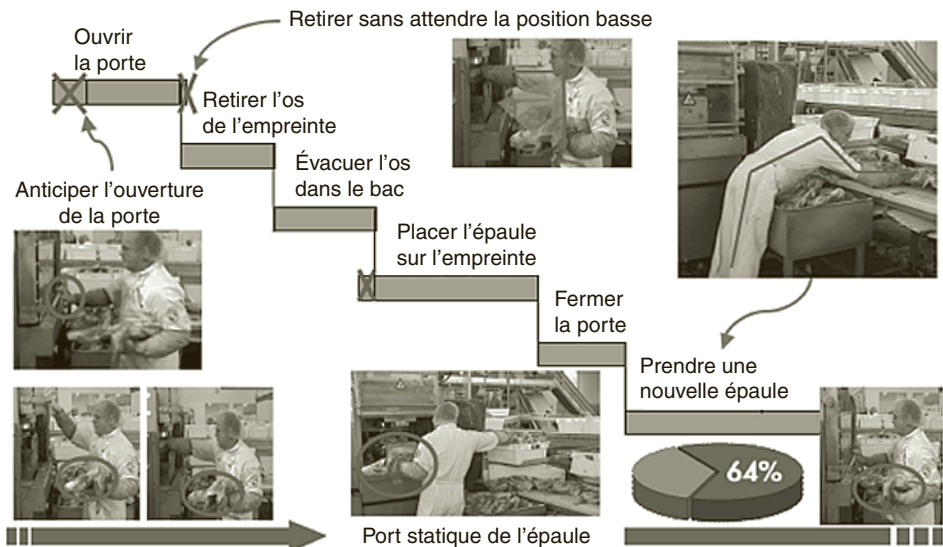 Retirer sans attendre la position basse
Ouvrir
la porte
Retirer l'os
de l'empreinte
Évacuer l'os
dans le bac
Anticiper l'ouverture
de la porte
Placer l'épaule
sur l'empreinte
Fermer
la porte
Prendre une
nouvelle épaule
64%
Port statique de l'épaule